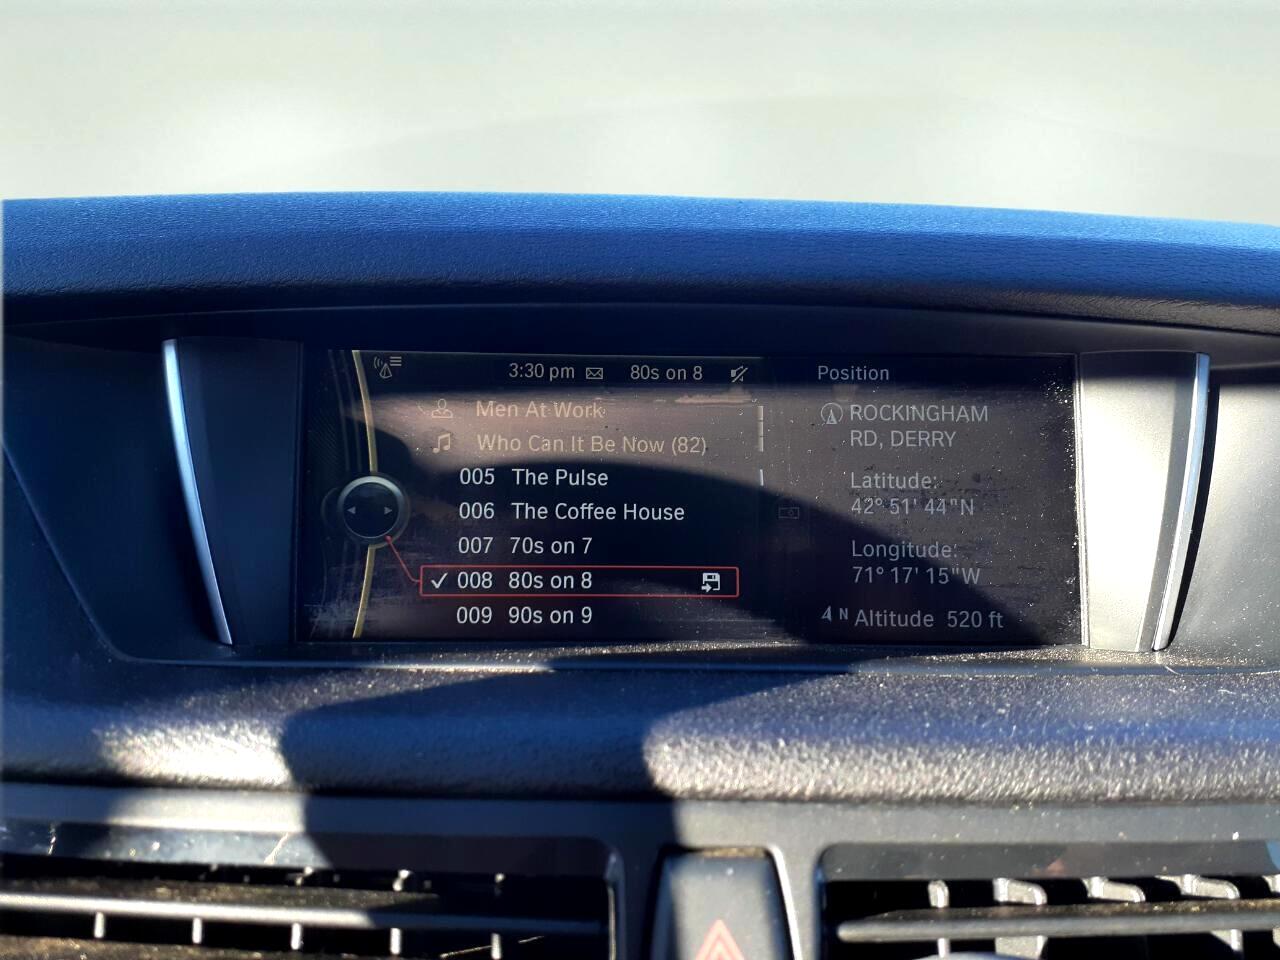 3:30 pm 80s on 8
Men At Work
Who Can It Be Now (82)
005 The Pulse
006 The Coffee House
007 70s on 7
008 80s on 8
009 90s on 9
Position
ROCKINGHAM
RD, DERRY
Latitude:
42° 51' 44"N
Longitude:
71° 17' 15"W
N Altitude 520 ft